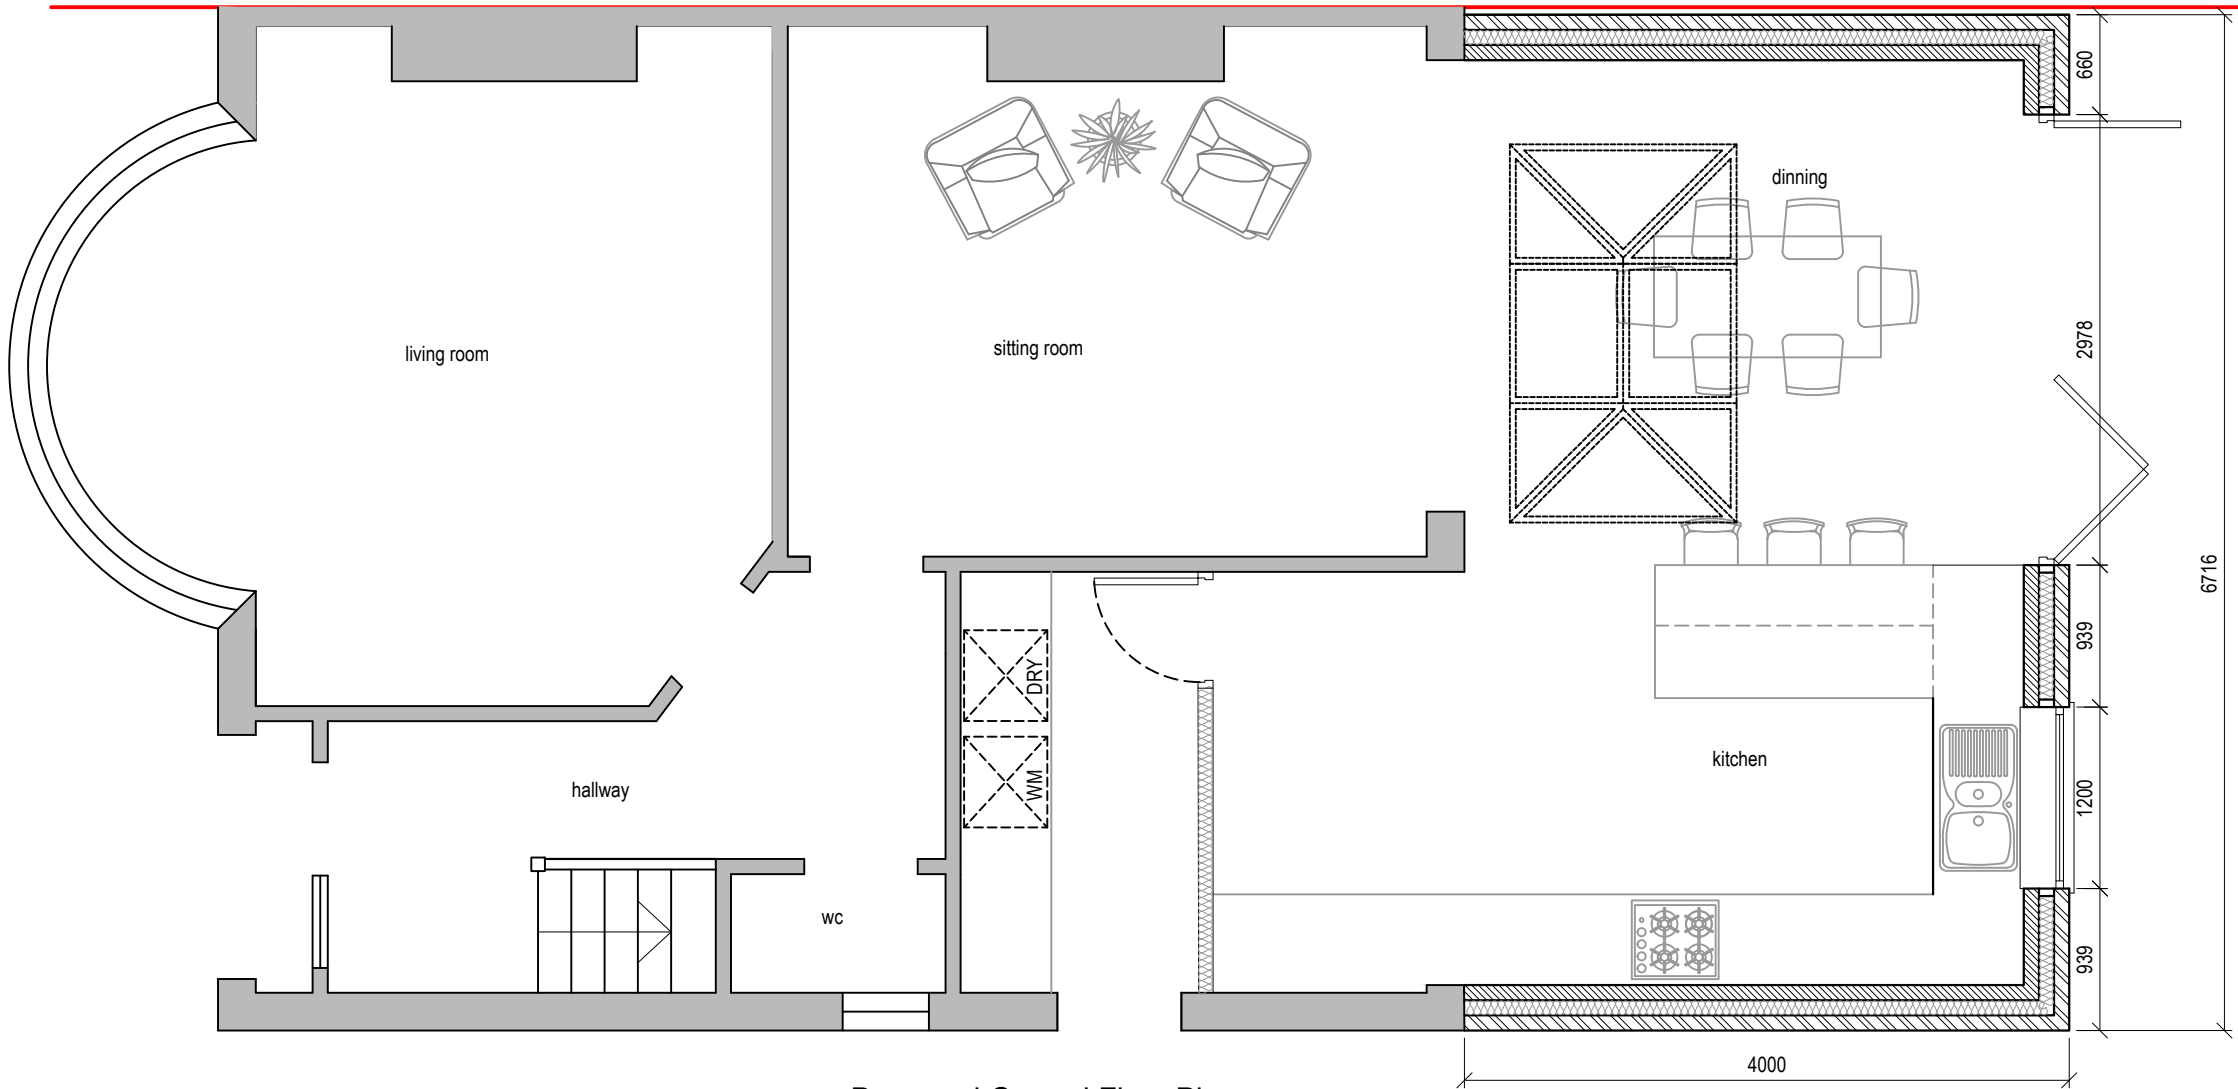 660
dinning
2978
living room
sitting room
6716
939
DRY
kitchen
hallway
WM
1200
wc
939
4000